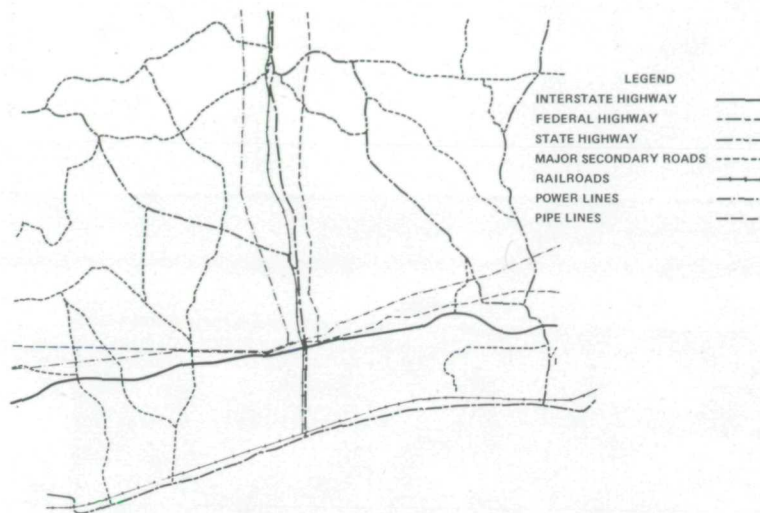 LEGEND
INTERSTATE HIGHWAY
FEDERAL HIGHWAY
STATE HIGHWAY
MAJOR SECONDARY ROADS
RAILROADS
POWER LINES
PIPE LINES